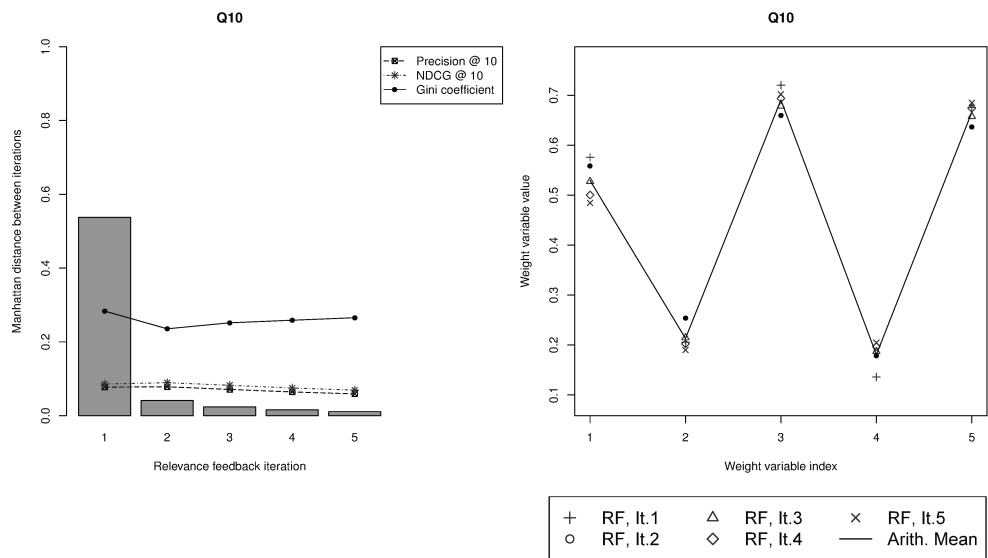 Q10
Manhattan distance between iterations
1.0
0.8
0.6
0.4
0.2
0.0
1 2 3 4 5
Relevance feedback iteration
Precision @ 10
NDCG @ 10
Gini coefficient
Q10
Weight variable value
0.7
0.6
0.5
0.4
0.3
0.2
0.1
1 2 3 4 5
Weight variable index
RF, It.1 RF, It.3 RF, It.5
RF, It.2 RF, It.4 Arith. Mean